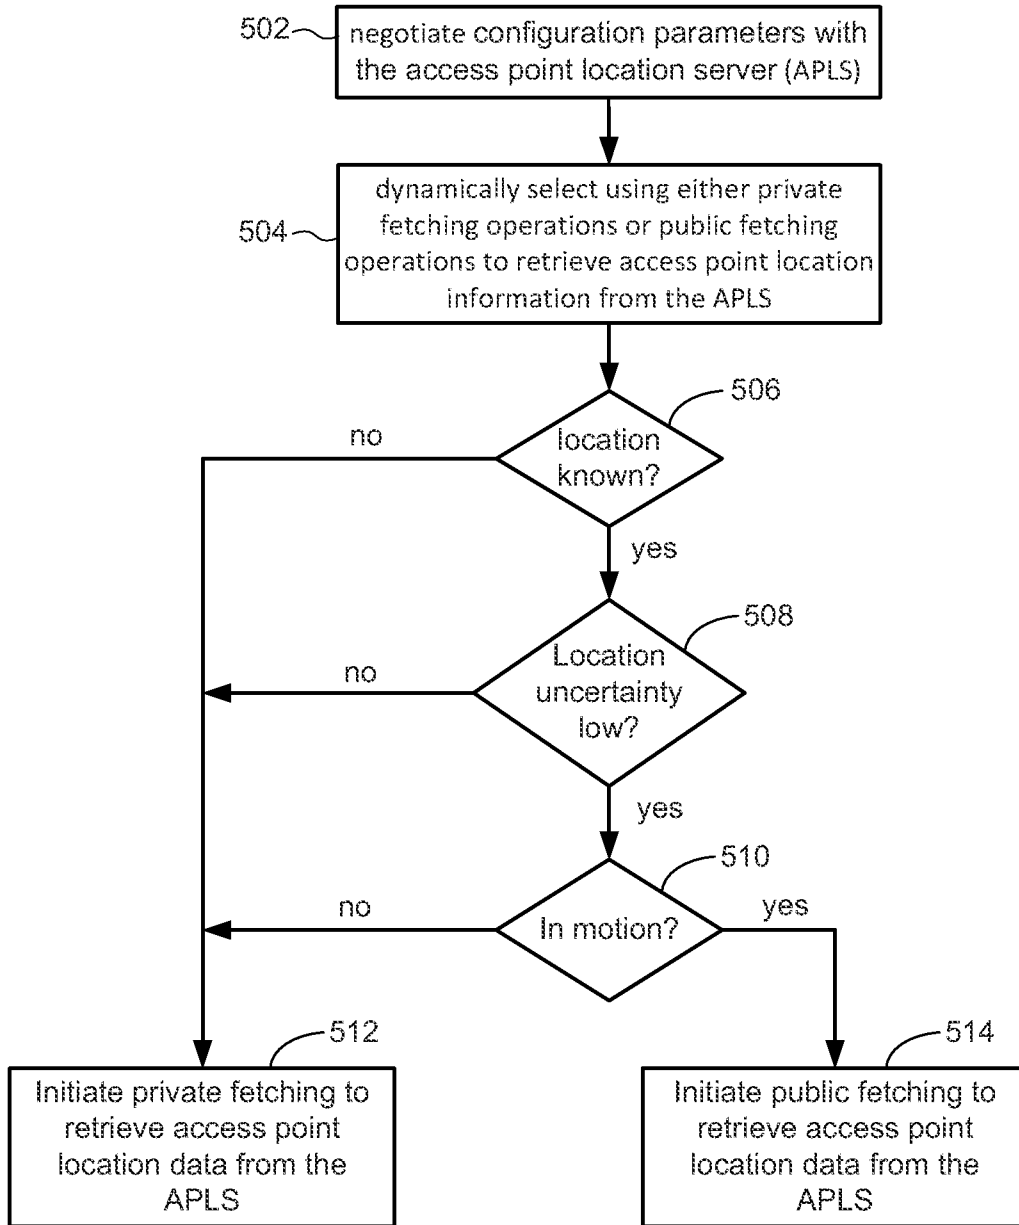 502
negotiate configuration parameters with
the access point location server (APLS)
504
dynamically select using either private
fetching operations or public fetching
operations to retrieve access point location
information from the APLS
506
location
known?
no
yes
508
Location
uncertainty
low?
no
yes
510
In motion?
no
yes
512
Initiate private fetching to
retrieve access point
location data from the
APLS
514
Initiate public fetching to
retrieve access point
location data from the
APLS